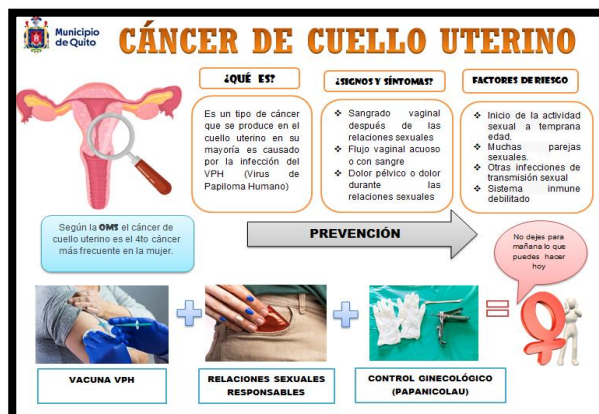 Municipio
de Quito
CÁNCER DE CUELLO UTERINO
¿QUÉ ES?
Es un tipo de cáncer
que se produce en el
cuello uterino en su
mayoría es causado
por la infección del
VPH (Virus de
Papiloma Humano)
¿SIGNOS Y SÍNTOMAS?
❖ Sangrado vaginal
después de las
relaciones sexuales
❖ Flujo vaginal acuoso
o con sangre
❖ Dolor pélvico o dolor
durante las
relaciones sexuales
FACTORES DE RIESGO
❖ Inicio de la actividad
sexual a temprana
edad.
❖ Muchas parejas
sexuales.
❖ Otras infecciones de
transmisión sexual
❖ Sistema inmune
debilitado
Según la OMS el cáncer de
cuello uterino es el 4to cáncer
más frecuente en la mujer.
PREVENCIÓN
No dejes para
mañana lo que
puedes hacer
hoy
VACUNA VPH
RELACIONES SEXUALES
RESPONSABLES
CONTROL GINECOLÓGICO
(PAPANICOLAU)